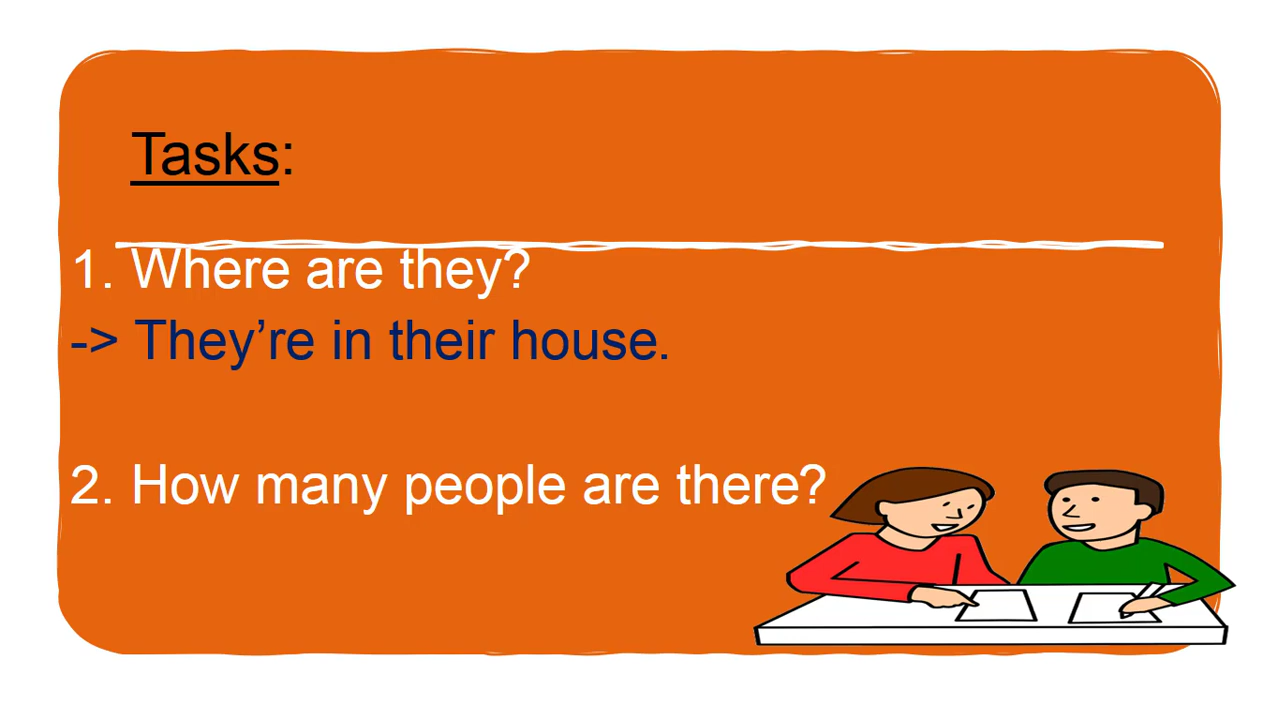 Tasks:
1. Where are they?
-> They’re in their house.
2. How many people are there?